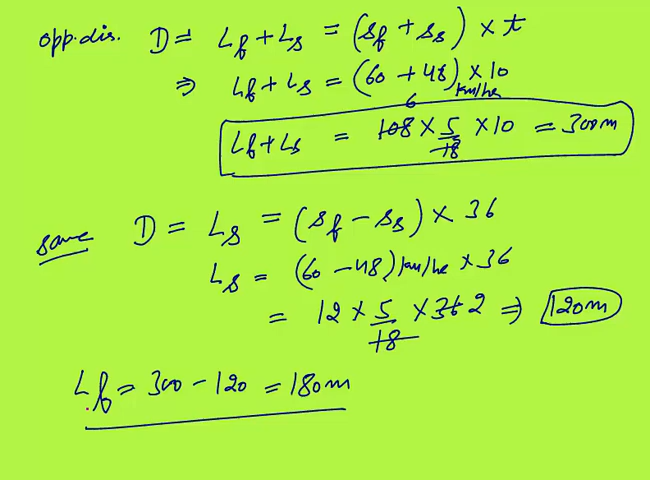 opp.dis. D = Lf + Ls = (Sf + Ss) × t
⇒ Lf + Ls = (60 + 48) km/hr × 10
Lf + Ls = 108 6 × 5/18 × 10 = 300m
same D = Ls = (Sf - Ss) × 36
Ls = (60 - 48) km/hr × 36
= 12 × 5/18 × 36 2 ⇒ 120m
Lf = 300 - 120 = 180m